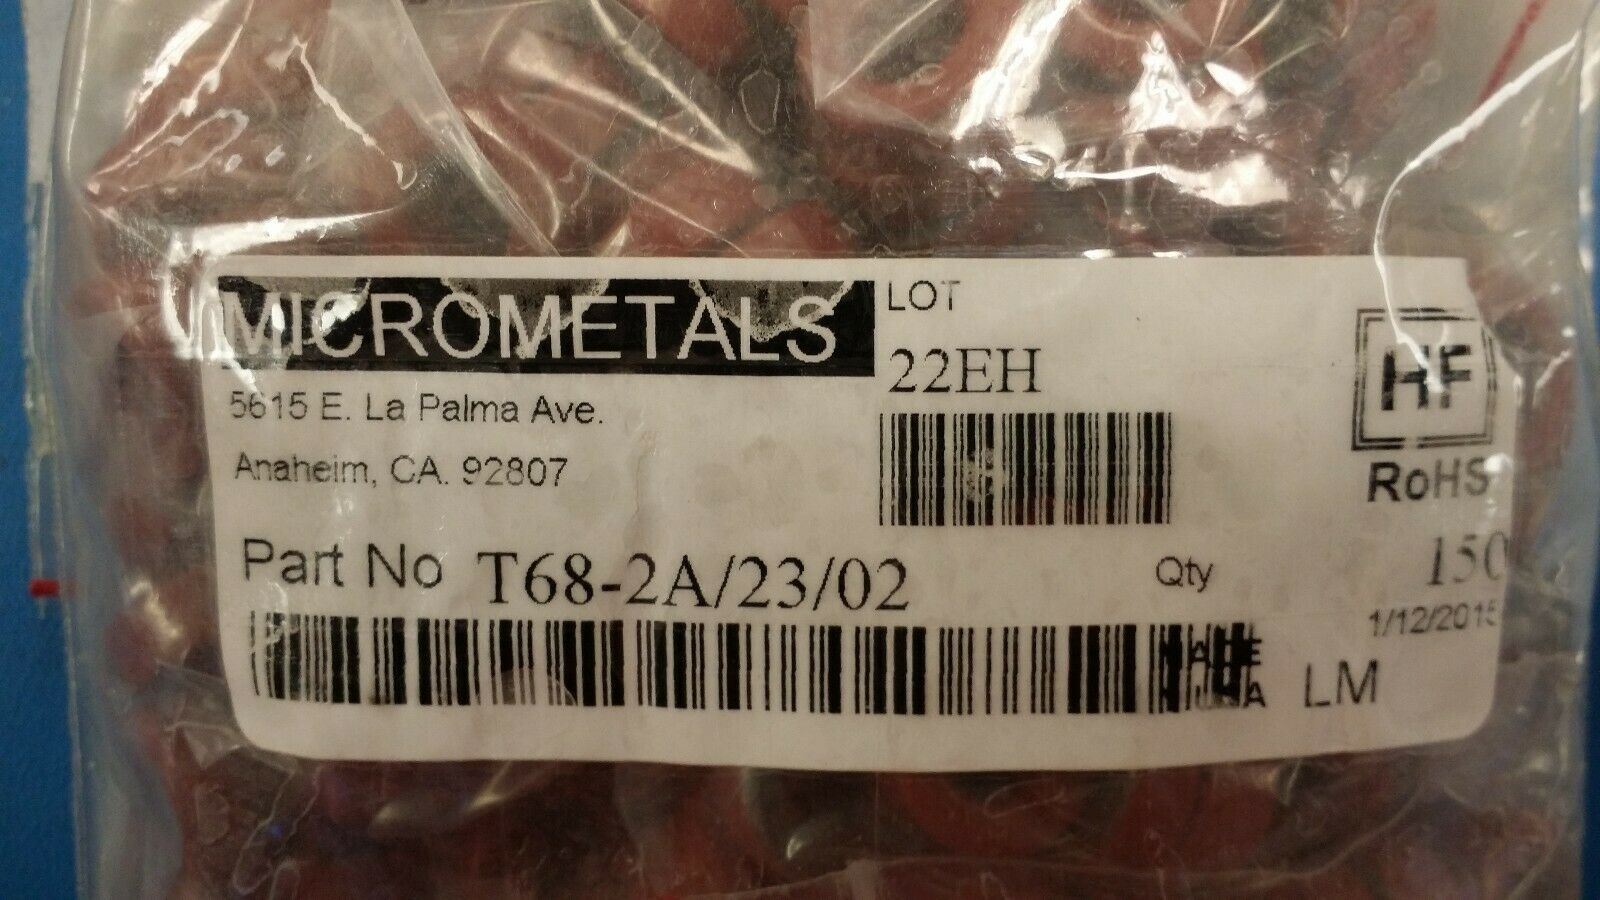 MICROMETALS
5615 E. La Palma Ave.
Anaheim, CA. 92807
LOT
22EH
HF
RoHS
Part No T68-2A/23/02
Qty 150
1/12/2015
MADE
LM